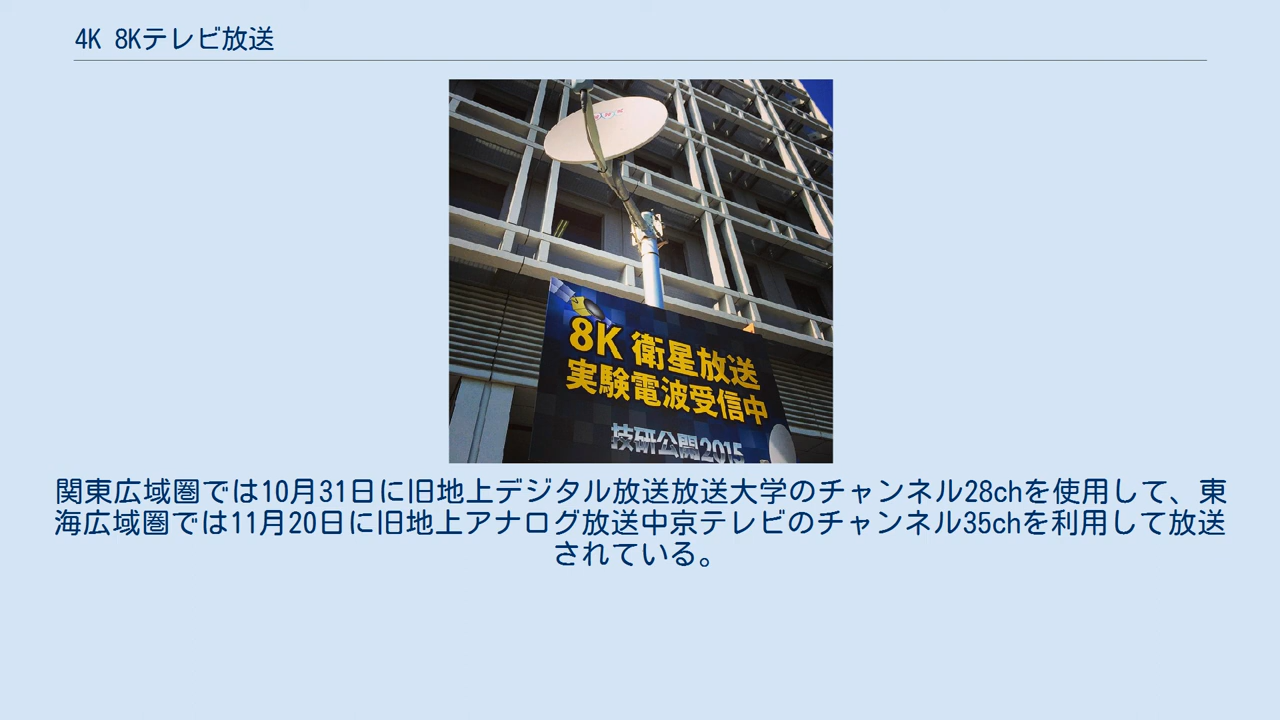 4K 8Kテレビ放送
8K 衛星放送
実験電波受信中
技研公開2015
関東広域圏では10月31日に旧地上デジタル放送放送大学のチャンネル28chを使用して、東
海広域圏では11月20日に旧地上アナログ放送中京テレビのチャンネル35chを利用して放送
されている。